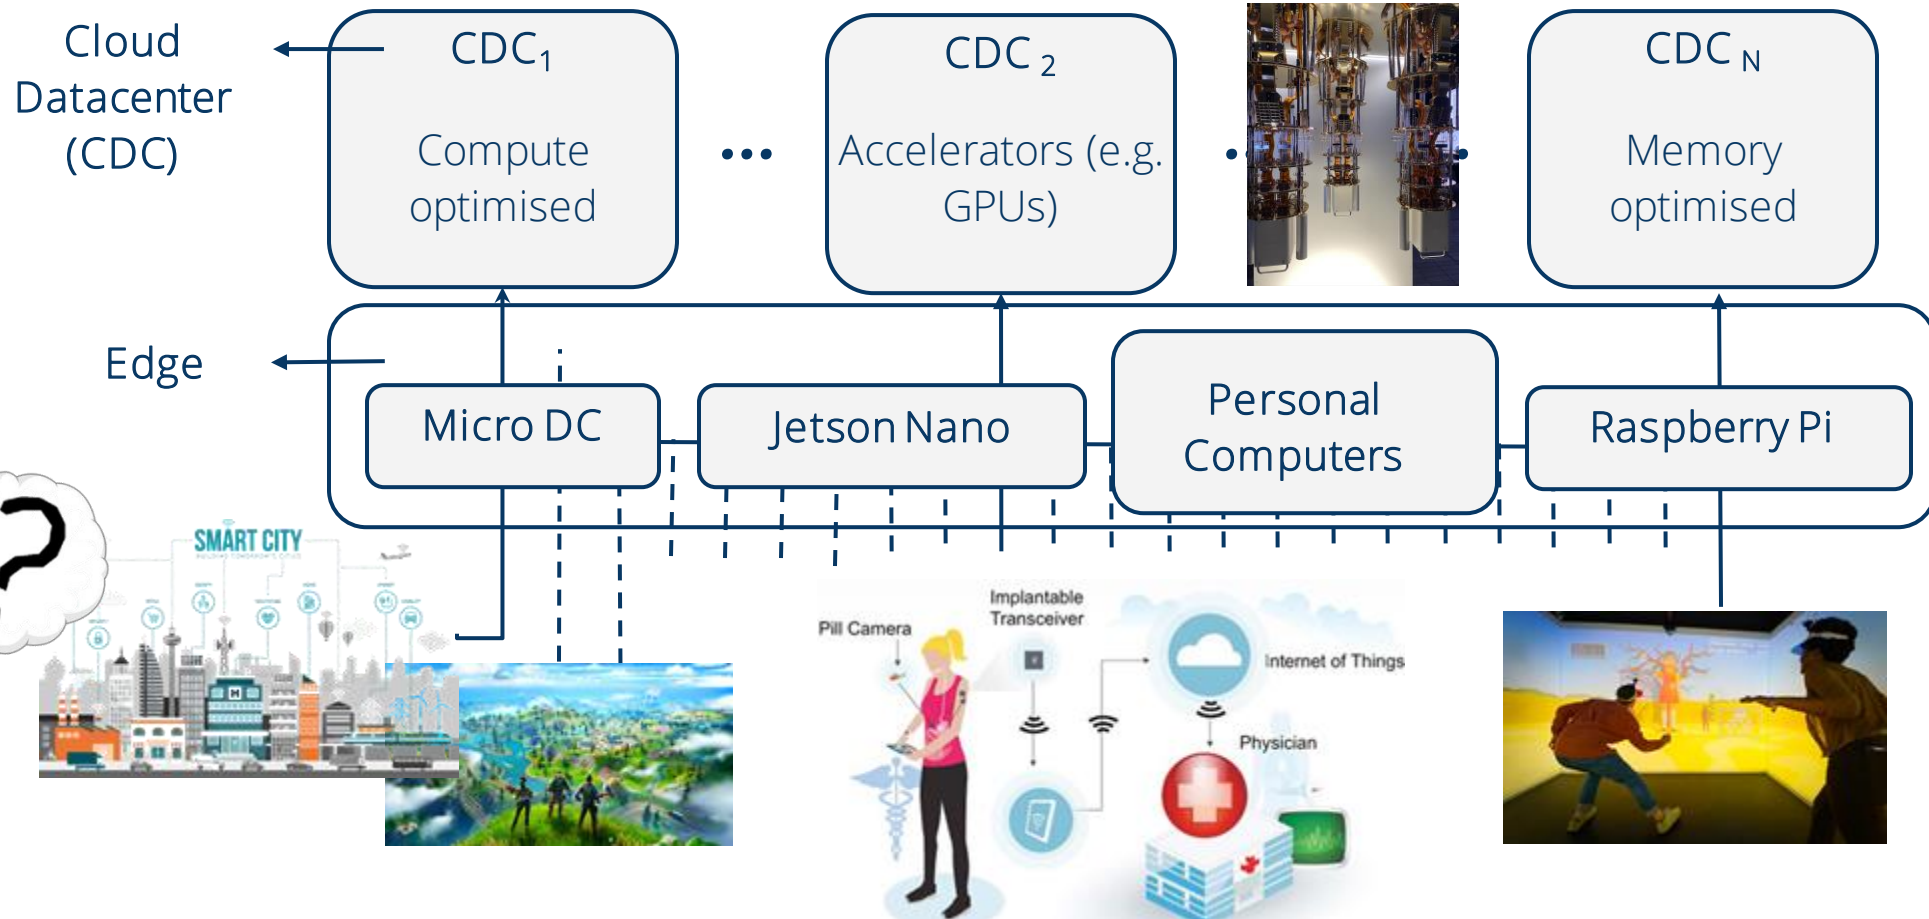 Cloud
Datacenter
(CDC)
CDC1
Compute
optimised
...
CDC 2
Accelerators (e.g.
GPUs)
CDC N
Memory
optimised
Edge
Micro DC
Jetson Nano
Personal
Computers
Raspberry Pi
?
SMART CITY
H
Pill Camera
Implantable
Transceiver
Internet of Things
Physician